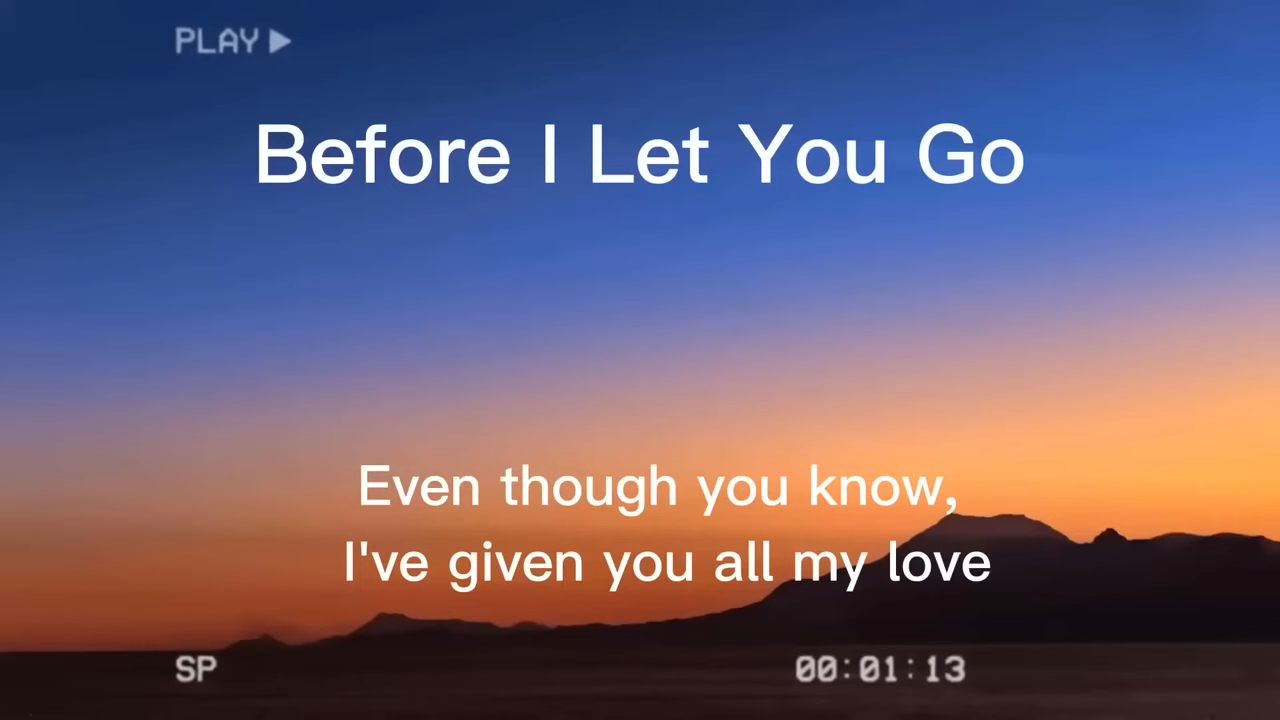 PLAY ▶
Before I Let You Go
Even though you know,
I've given you all my love
SP
00:01:13